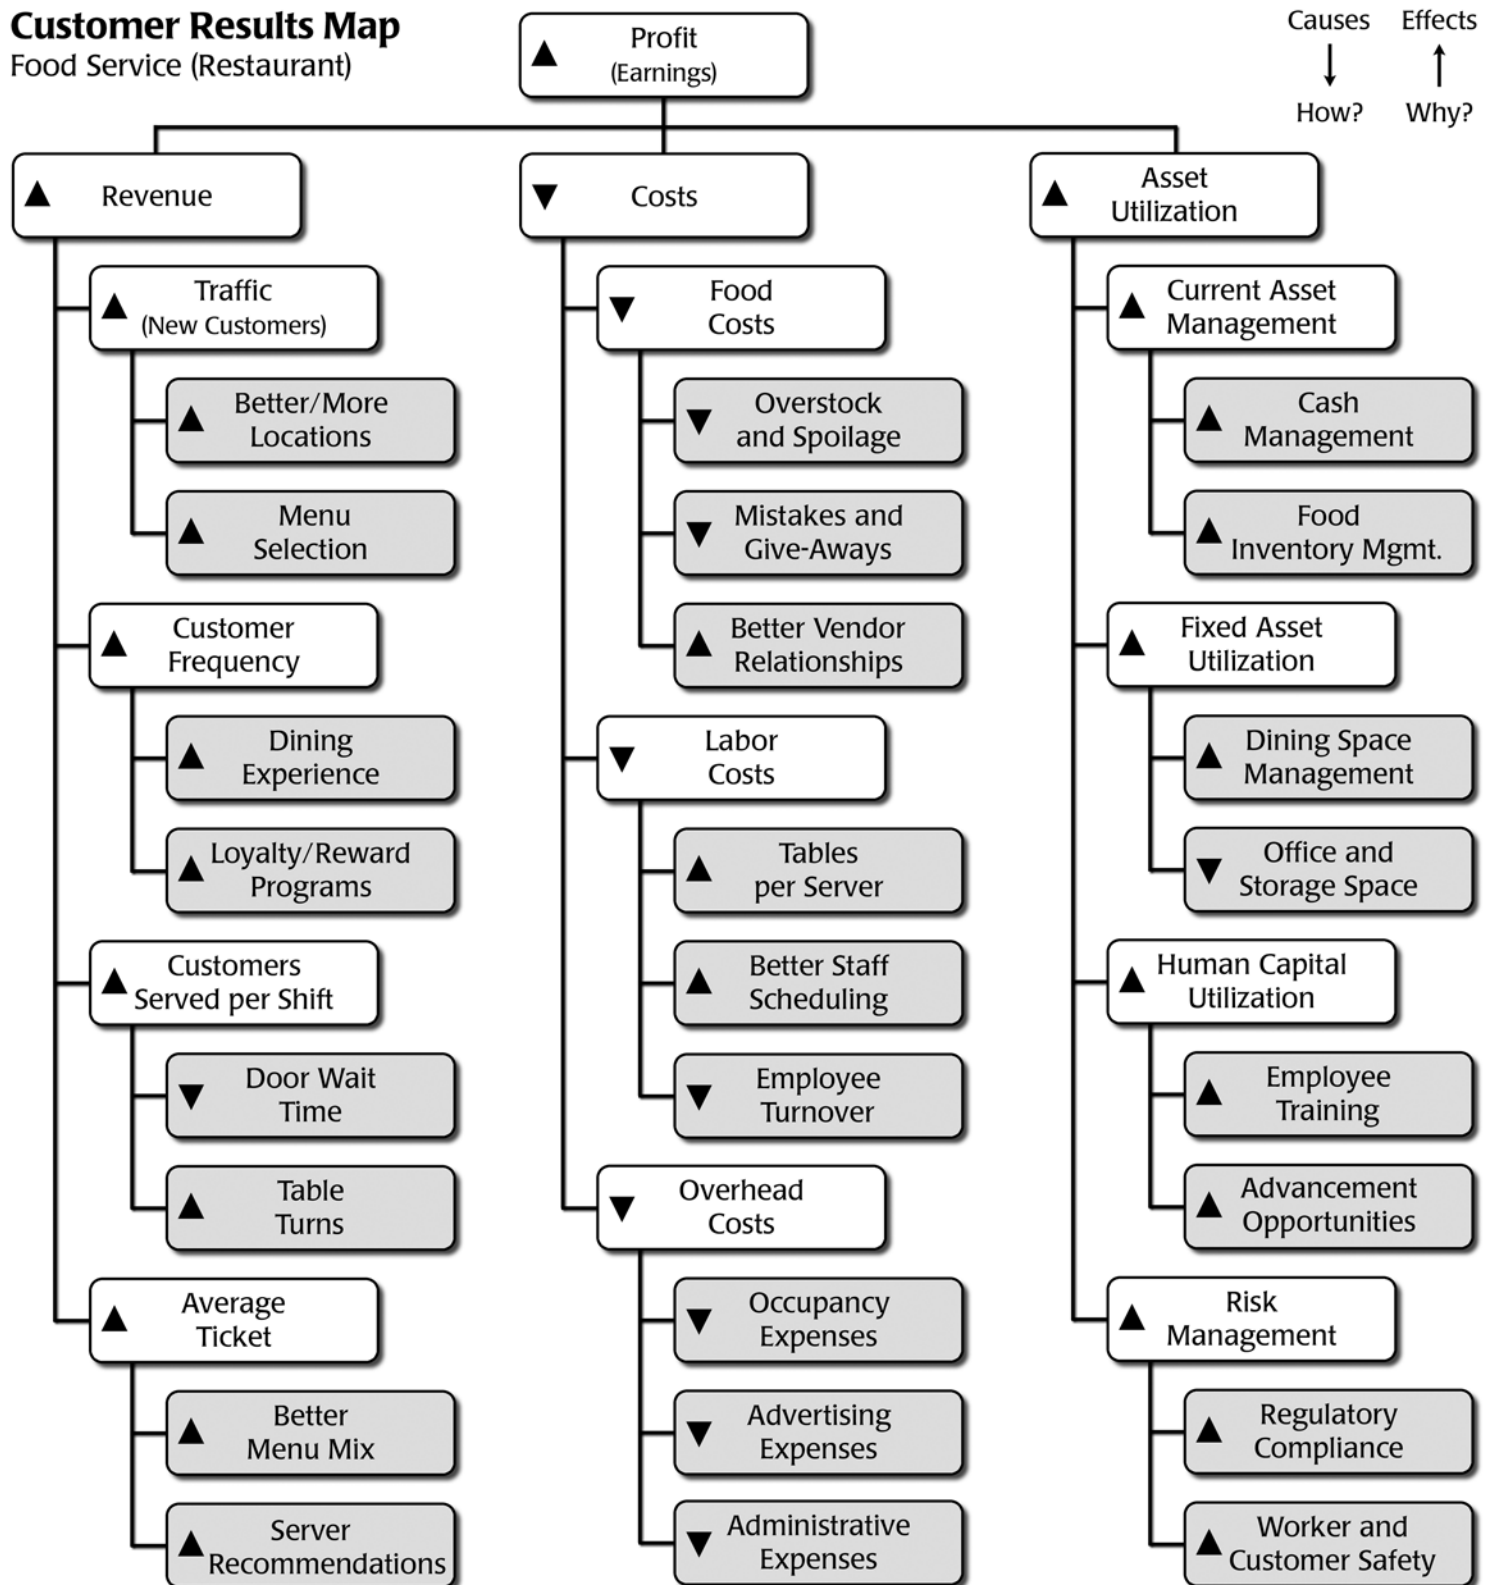 Customer Results Map
Food Service (Restaurant)
Profit
(Earnings)
Causes
Effects
How?
Why?
Revenue
Traffic
(New Customers)
Better/More
Locations
Menu
Selection
Customer
Frequency
Dining
Experience
Loyalty/Reward
Programs
Customers
Served per Shift
Door Wait
Time
Table
Turns
Average
Ticket
Better
Menu Mix
Server
Recommendations
Costs
Food
Costs
Overstock
and Spoilage
Mistakes and
Give-Aways
Better Vendor
Relationships
Labor
Costs
Tables
per Server
Better Staff
Scheduling
Employee
Turnover
Overhead
Costs
Occupancy
Expenses
Advertising
Expenses
Administrative
Expenses
Asset
Utilization
Current Asset
Management
Cash
Management
Food
Inventory Mgmt.
Fixed Asset
Utilization
Dining Space
Management
Office and
Storage Space
Human Capital
Utilization
Employee
Training
Advancement
Opportunities
Risk
Management
Regulatory
Compliance
Worker and
Customer Safety